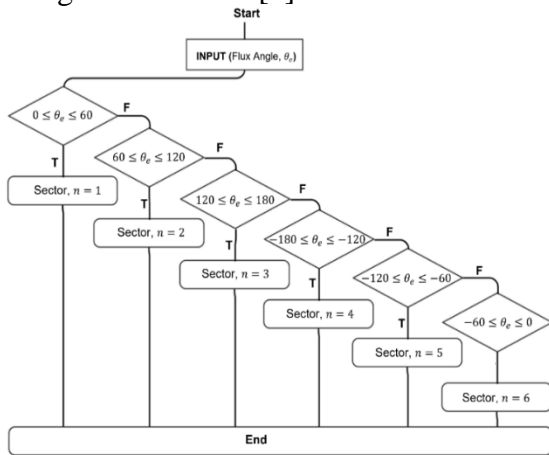 Start
INPUT (Flux Angle, θₑ)
0 ≤ θₑ ≤ 60
F
T
60 ≤ θₑ ≤ 120
F
Sector, n = 1
T
120 ≤ θₑ ≤ 180
F
Sector, n = 2
T
−180 ≤ θₑ ≤ −120
F
Sector, n = 3
T
−120 ≤ θₑ ≤ −60
F
Sector, n = 4
T
−60 ≤ θₑ ≤ 0
Sector, n = 5
Sector, n = 6
End